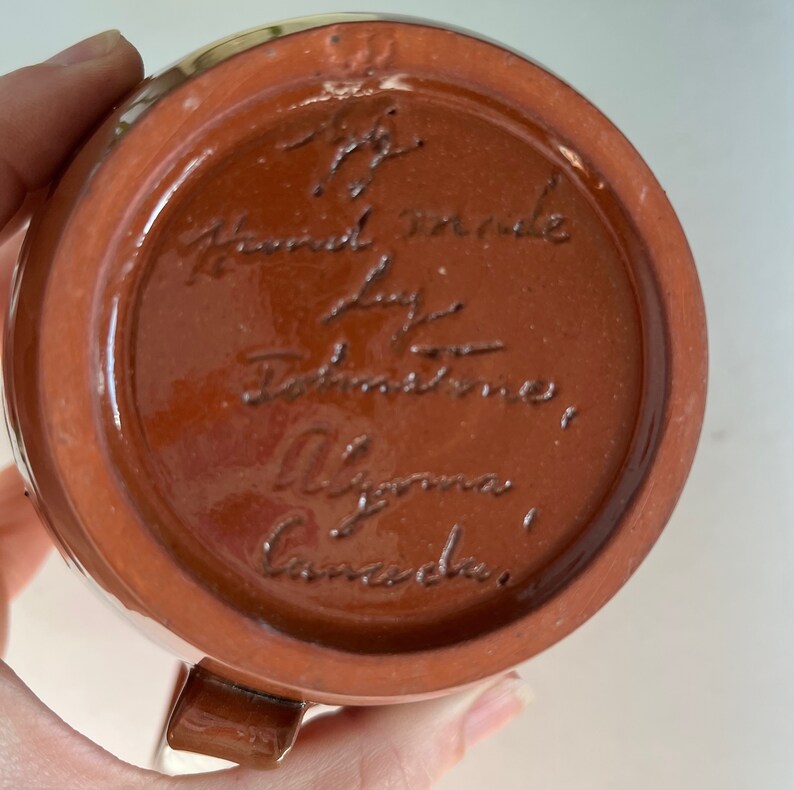 Hand made
by
Johnstone,
Algoma,
Canada.